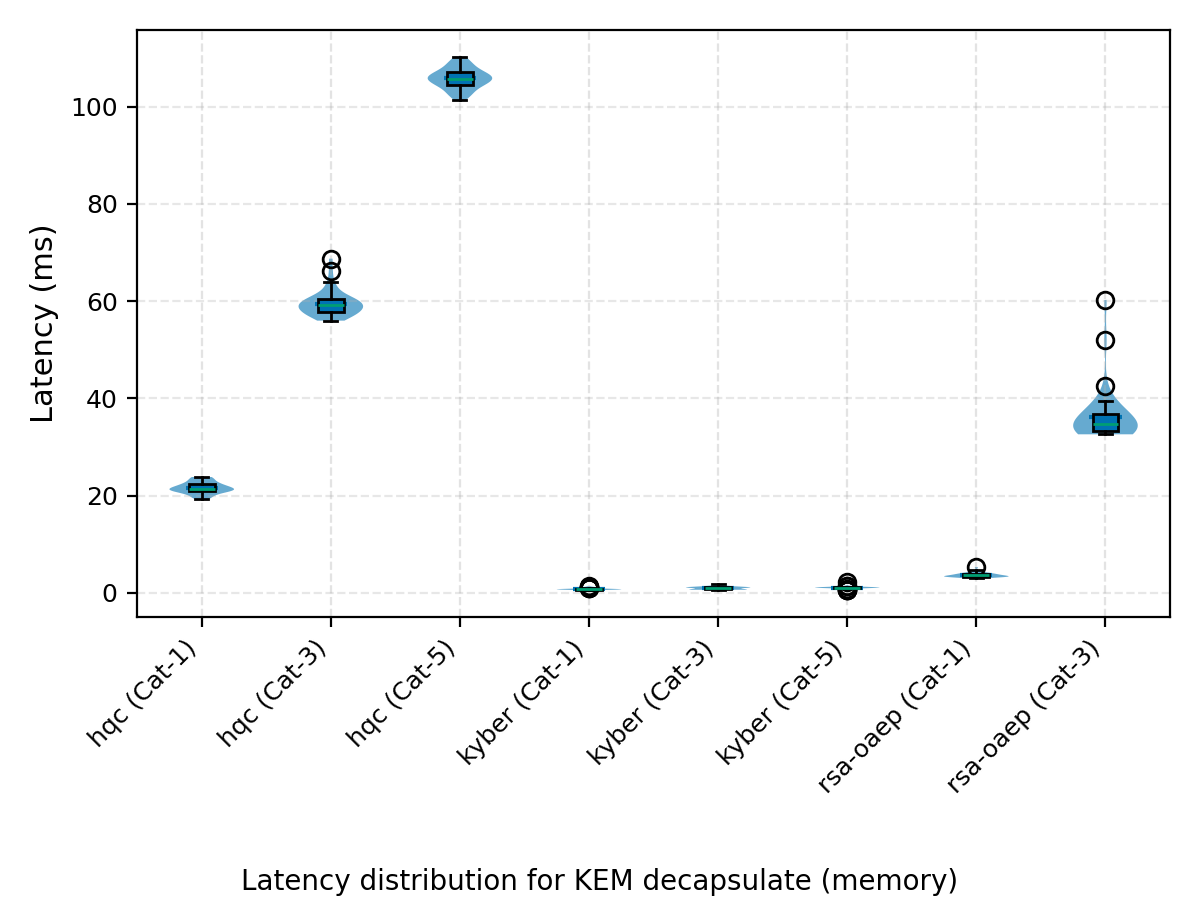 Latency (ms)
100
80
60
40
20
0
hqc (Cat-1)
hqc (Cat-3)
hqc (Cat-5)
kyber (Cat-1)
kyber (Cat-3)
kyber (Cat-5)
rsa-oaep (Cat-1)
rsa-oaep (Cat-3)
Latency distribution for KEM decapsulate (memory)